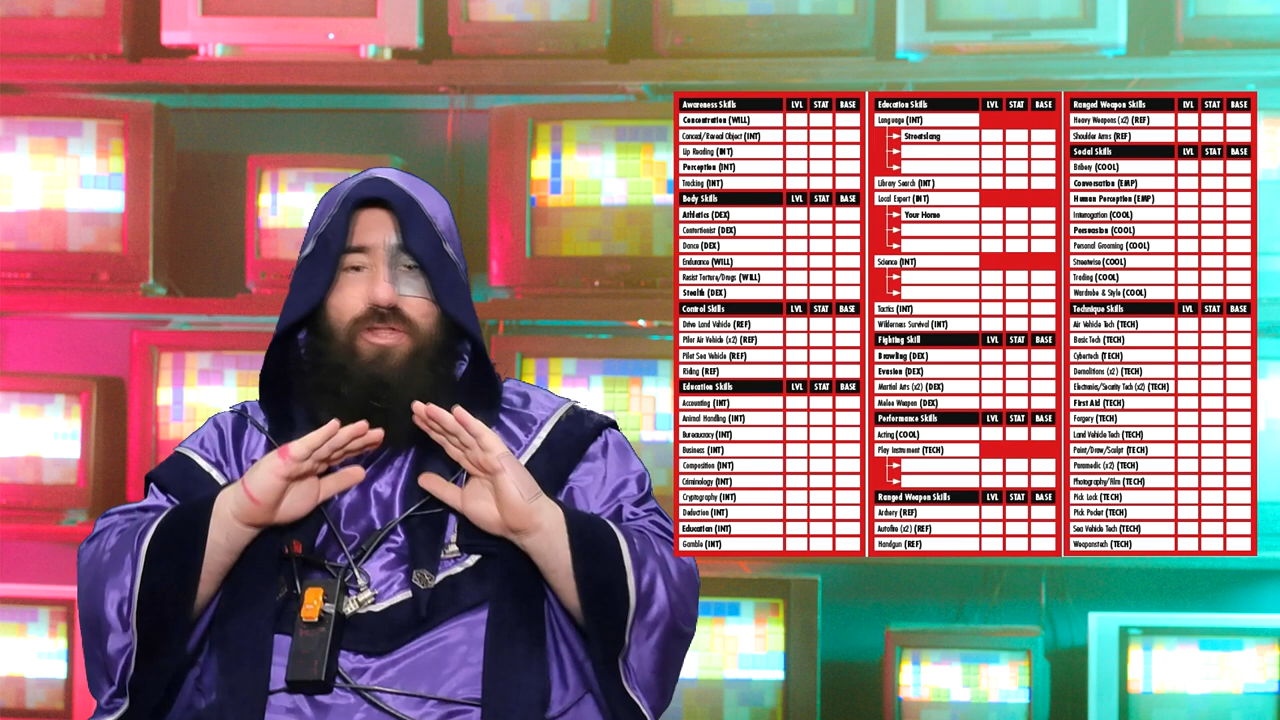 Awareness Skills LVL STAT BASE
Concentration (WILL)
Conceal/Reveal Object (INT)
Lip Reading (INT)
Perception (INT)
Tracking (INT)
Body Skills LVL STAT BASE
Athletics (DEX)
Contortionist (DEX)
Dance (DEX)
Endurance (WILL)
Resist Torture/Drugs (WILL)
Stealth (DEX)
Control Skills LVL STAT BASE
Drive Land Vehicle (REF)
Pilot Air Vehicle (x2) (REF)
Pilot Sea Vehicle (REF)
Riding (REF)
Education Skills LVL STAT BASE
Accounting (INT)
Animal Handling (INT)
Bureaucracy (INT)
Business (INT)
Composition (INT)
Criminology (INT)
Cryptography (INT)
Deduction (INT)
Education (INT)
Gamble (INT)
Education Skills LVL STAT BASE
Language (INT)
Streetslang
Library Search (INT)
Local Expert (INT)
Your Home
Science (INT)
Tactics (INT)
Wilderness Survival (INT)
Fighting Skill LVL STAT BASE
Brawling (DEX)
Evasion (DEX)
Martial Arts (x2) (DEX)
Melee Weapon (DEX)
Performance Skills LVL STAT BASE
Acting (COOL)
Play Instrument (TECH)
Ranged Weapon Skills LVL STAT BASE
Archery (REF)
Autofire (x2) (REF)
Handgun (REF)
Ranged Weapon Skills LVL STAT BASE
Heavy Weapons (x2) (REF)
Shoulder Arms (REF)
Social Skills LVL STAT BASE
Bribery (COOL)
Conversation (EMP)
Human Perception (EMP)
Interrogation (COOL)
Persuasion (COOL)
Personal Grooming (COOL)
Streetwise (COOL)
Trading (COOL)
Wardrobe & Style (COOL)
Technique Skills LVL STAT BASE
Air Vehicle Tech (TECH)
Basic Tech (TECH)
Cybertech (TECH)
Demolitions (x2) (TECH)
Electronics/Security Tech (x2) (TECH)
First Aid (TECH)
Forgery (TECH)
Land Vehicle Tech (TECH)
Paint/Draw/Sculpt (TECH)
Paramedic (x2) (TECH)
Photography/Film (TECH)
Pick Lock (TECH)
Pick Pocket (TECH)
Sea Vehicle Tech (TECH)
Weaponstech (TECH)